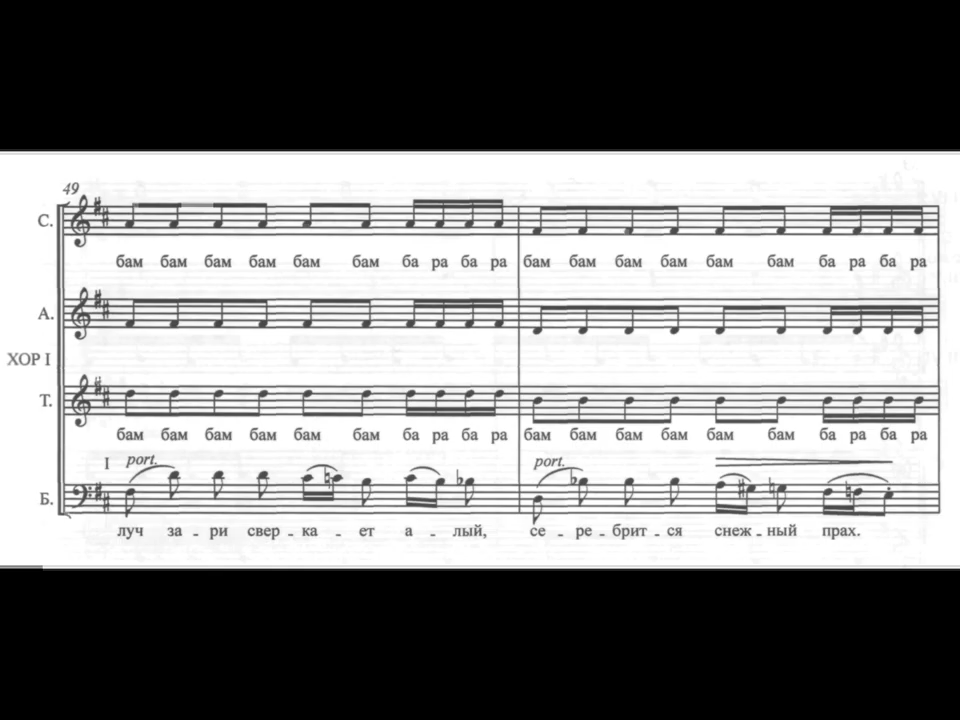 49
С.
бам бам бам бам бам бам ба ра ба ра бам бам бам бам бам бам ба ра ба ра
А.
ХОР I
Т.
бам бам бам бам бам бам ба ра ба ра бам бам бам бам бам бам ба ра ба ра
I port. port.
Б.
луч за - ри свер - ка - ет а - лый, се - ре - брит - ся снеж - ный прах.